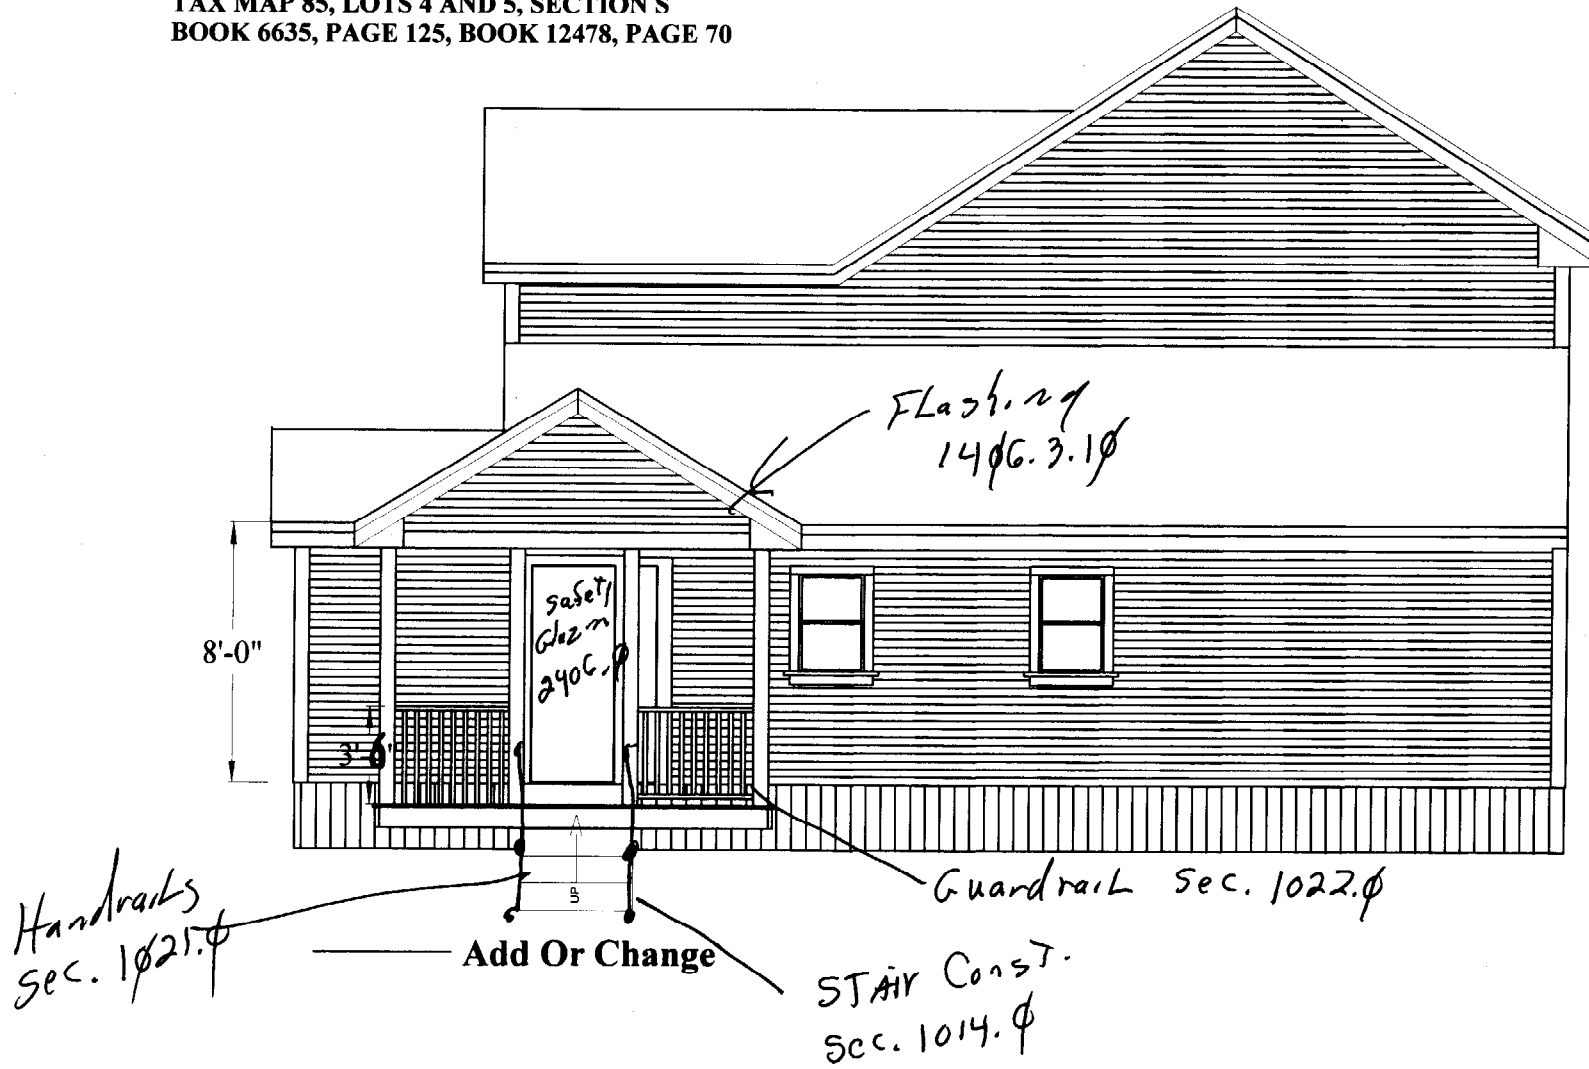 TAX MAP 85, LOTS 4 AND 5, SECTION S
BOOK 6635, PAGE 125, BOOK 12478, PAGE 70
FLashing
1406.3.10
8'-0"
Safety
Glazn
2406.0
3'-6"
UP
Handrails
Sec. 1021.0
Guardrail Sec. 1022.0
Add Or Change
STAir ConsT.
Sec. 1014.0